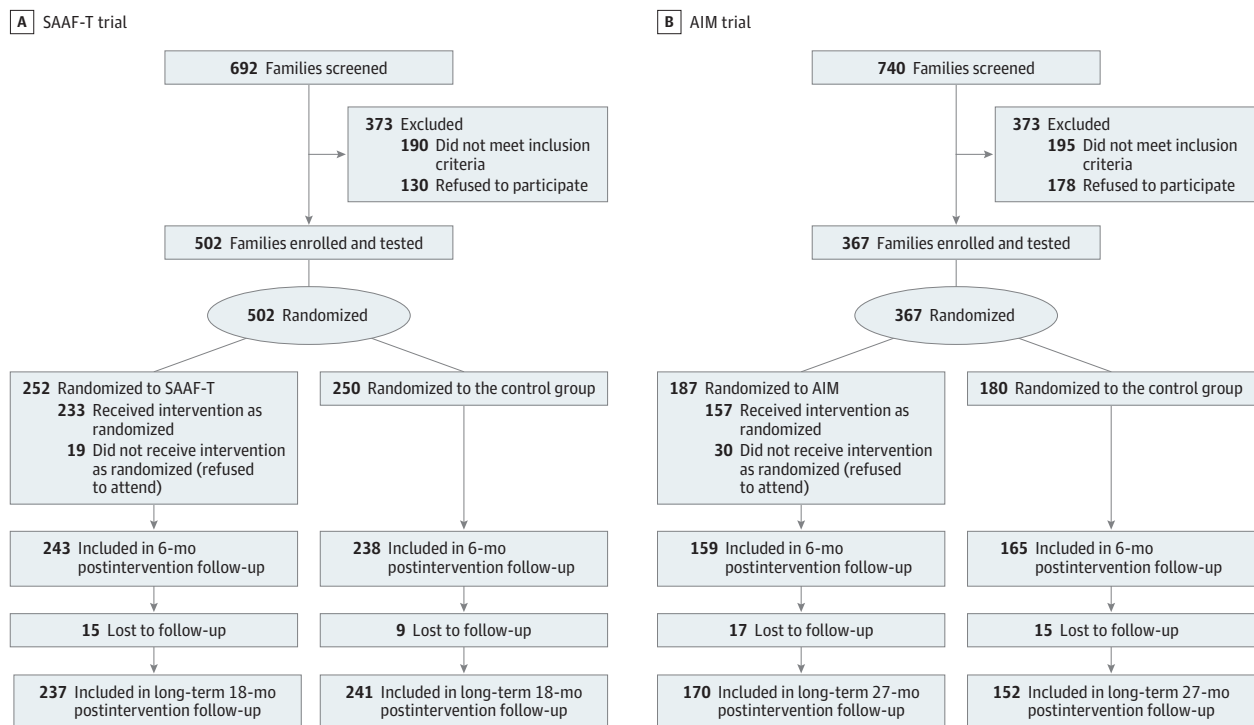 A SAAF-T trial
692 Families screened
373 Excluded
190 Did not meet inclusion
criteria
130 Refused to participate
502 Families enrolled and tested
502 Randomized
252 Randomized to SAAF-T
233 Received intervention as
randomized
19 Did not receive intervention
as randomized (refused
to attend)
250 Randomized to the control group
243 Included in 6-mo
postintervention follow-up
238 Included in 6-mo
postintervention follow-up
15 Lost to follow-up
9 Lost to follow-up
237 Included in long-term 18-mo
postintervention follow-up
241 Included in long-term 18-mo
postintervention follow-up
B AIM trial
740 Families screened
373 Excluded
195 Did not meet inclusion
criteria
178 Refused to participate
367 Families enrolled and tested
367 Randomized
187 Randomized to AIM
157 Received intervention as
randomized
30 Did not receive intervention
as randomized (refused
to attend)
180 Randomized to the control group
159 Included in 6-mo
postintervention follow-up
165 Included in 6-mo
postintervention follow-up
17 Lost to follow-up
15 Lost to follow-up
170 Included in long-term 27-mo
postintervention follow-up
152 Included in long-term 27-mo
postintervention follow-up